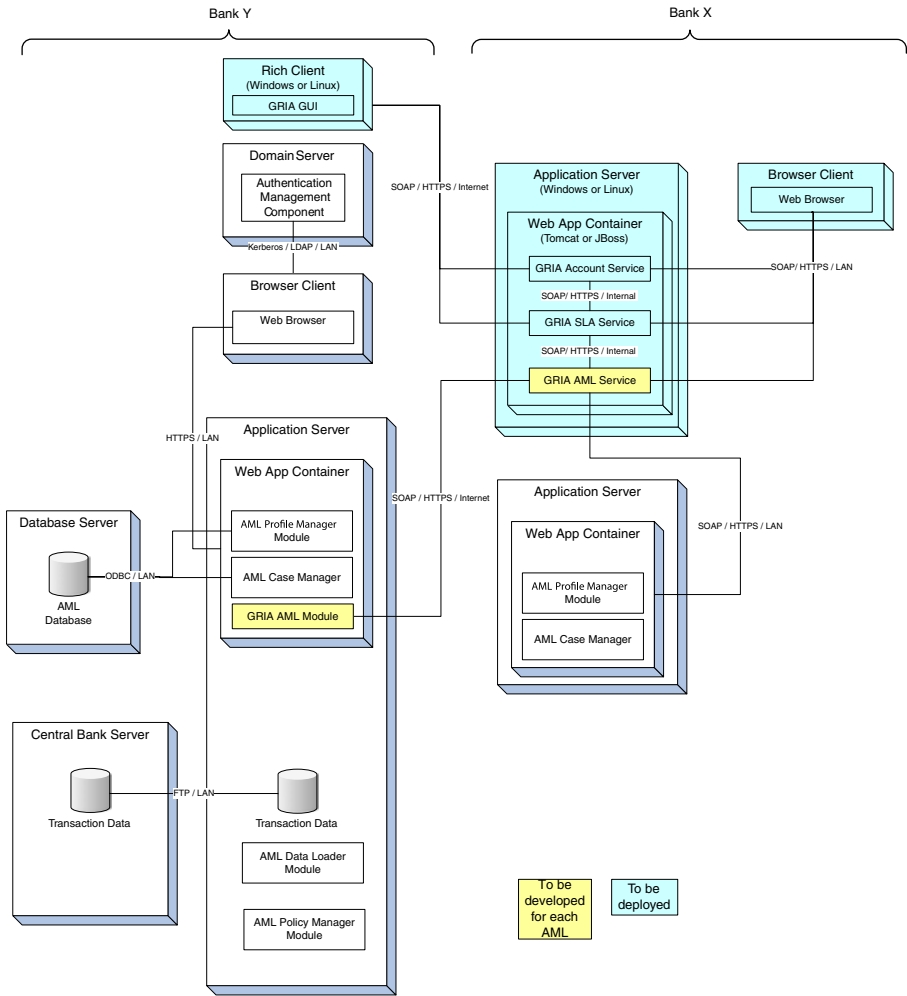 Bank Y
Bank X
Rich Client
(Windows or Linux)
GRIA GUI
Domain Server
Authentication
Management
Component
Kerberos / LDAP / LAN
Browser Client
Web Browser
HTTPS / LAN
Application Server
Web App Container
AML Profile Manager
Module
AML Case Manager
GRIA AML Module
Database Server
AML
Database
ODBC / LAN
Central Bank Server
Transaction Data
FTP / LAN
Transaction Data
AML Data Loader
Module
AML Policy Manager
Module
SOAP / HTTPS / Internet
SOAP / HTTPS / Internet
Application Server
(Windows or Linux)
Web App Container
(Tomcat or JBoss)
GRIA Account Service
SOAP/ HTTPS / Internal
GRIA SLA Service
SOAP/ HTTPS / Internal
GRIA AML Service
Browser Client
Web Browser
SOAP/ HTTPS / LAN
Application Server
Web App Container
AML Profile Manager
Module
AML Case Manager
SOAP / HTTPS / LAN
To be
developed
for each
AML
To be
deployed